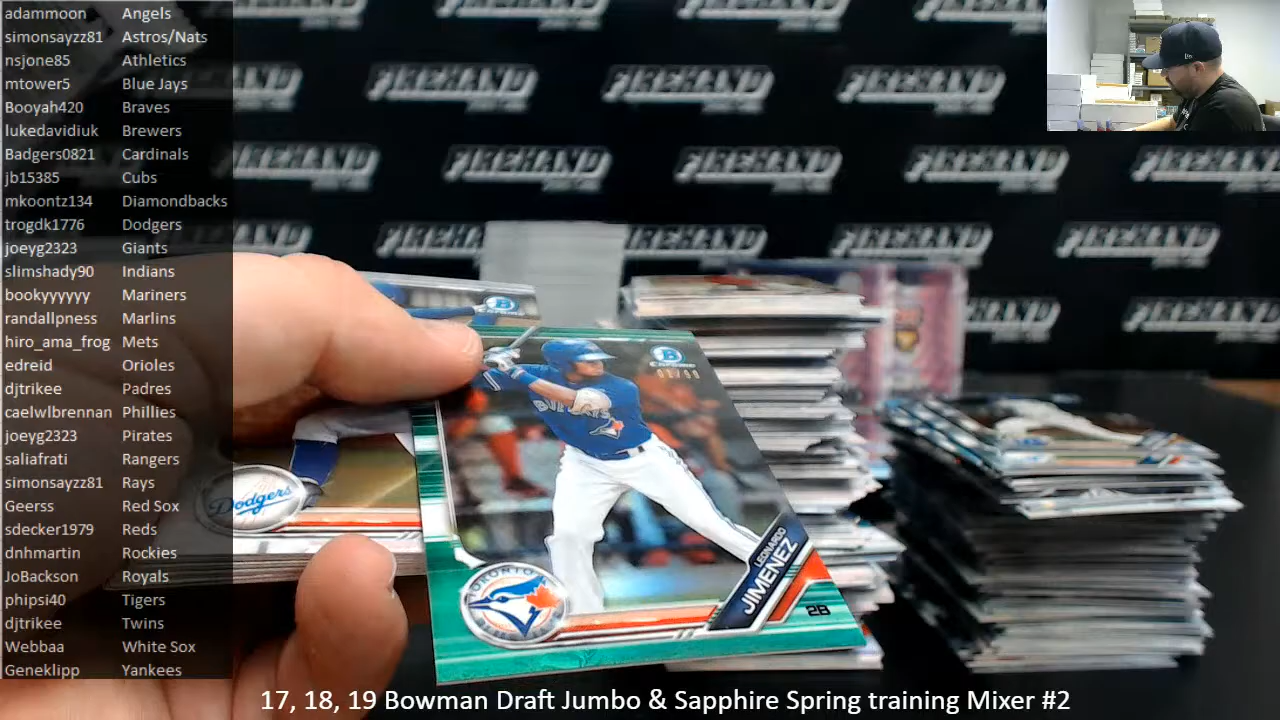 adammoon Angels
simonsayzz81 Astros/Nats
nsjone85 Athletics
mtower5 Blue Jays
Booyah420 Braves
lukedavidiuk Brewers
Badgers0821 Cardinals
jb15385 Cubs
mkoontz134 Diamondbacks
trogdk1776 Dodgers
joeyg2323 Giants
slimshady90 Indians
bookyyyyyy Mariners
randallpness Marlins
hiro_ama_frog Mets
edreid Orioles
djtrikee Padres
caelwlbrennan Phillies
joeyg2323 Pirates
saliafrati Rangers
simonsayzz81 Rays
Geerss Red Sox
sdecker1979 Reds
dnhmartin Rockies
JoBackson Royals
phipsi40 Tigers
djtrikee Twins
Webbaa White Sox
Geneklipp Yankees
FIREHAND
B
Chrome
Dodgers
TORONTO
LEONARDO
JIMENEZ
2B
17, 18, 19 Bowman Draft Jumbo & Sapphire Spring training Mixer #2